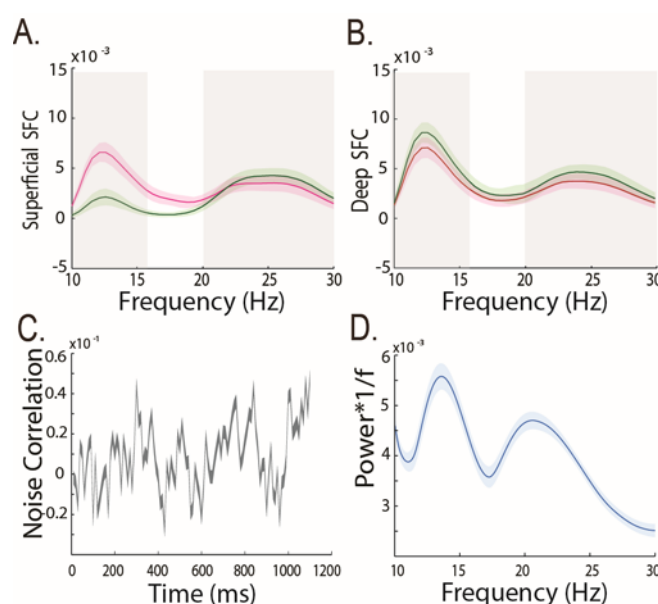 A.
x10 -3
15
10
5
0
-5
Superficial SFC
10 15 20 25 30
Frequency (Hz)
B.
x10 -3
15
10
5
0
-5
Deep SFC
10 15 20 25 30
Frequency (Hz)
C.
x10 -1
0.6
0.4
0.2
0
-0.2
Noise Correlation
0 200 400 600 800 1000 1200
Time (ms)
D.
x10 -3
6
5
4
3
Power*1/f
10 15 20 25 30
Frequency (Hz)